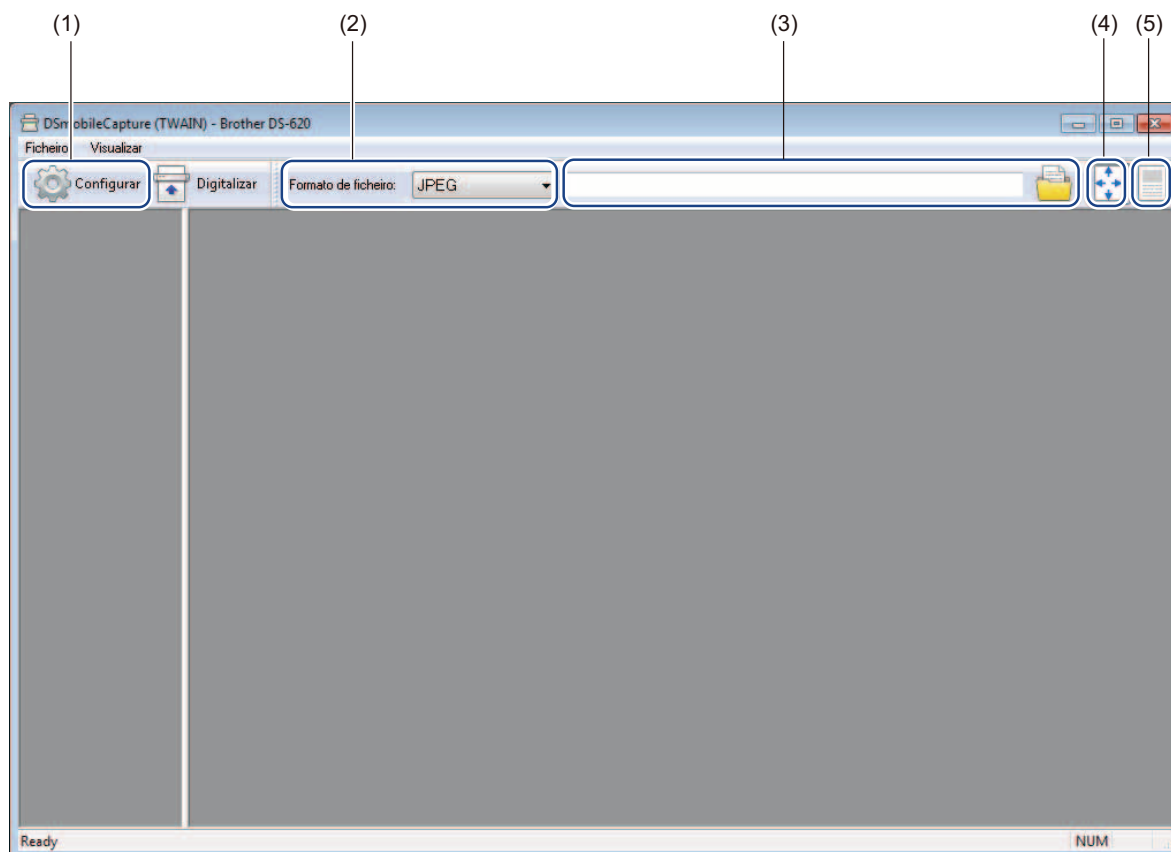 (1) (2) (3) (4) (5)
DSmobileCapture (TWAIN) - Brother DS-620
Ficheiro Visualizar
Configurar Digitalizar Formato de ficheiro: JPEG
Ready NUM